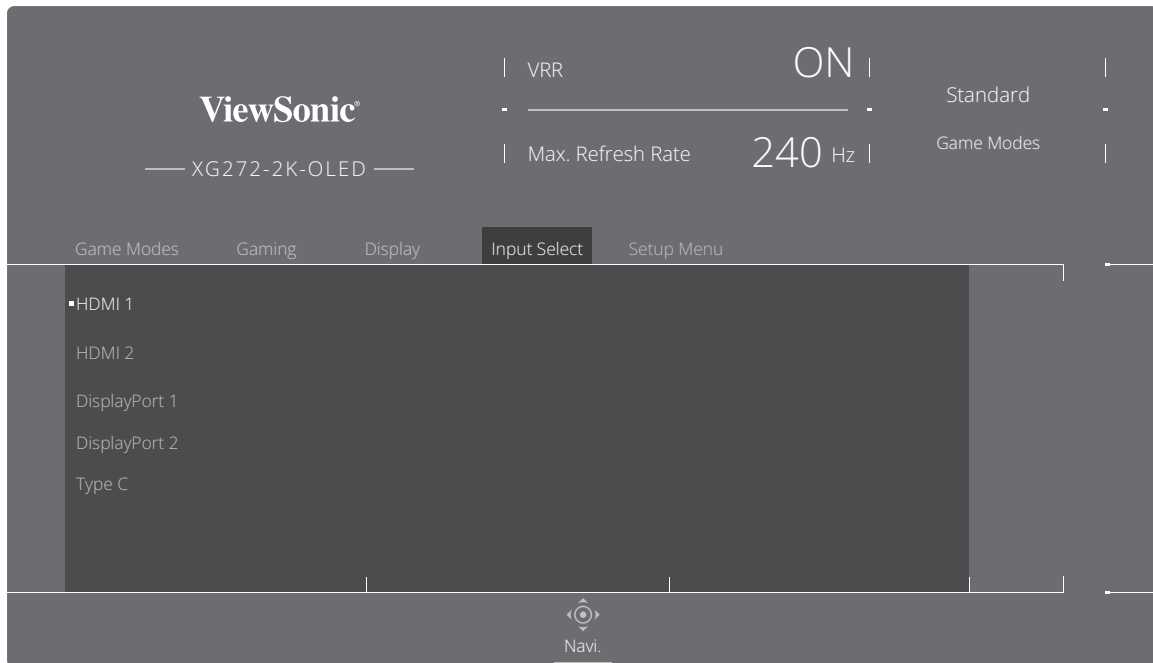 ViewSonic®
XG272-2K-OLED
VRR ON
Max. Refresh Rate 240 Hz
Standard
Game Modes
Game Modes Gaming Display Input Select Setup Menu
HDMI 1
HDMI 2
DisplayPort 1
DisplayPort 2
Type C
Navi.